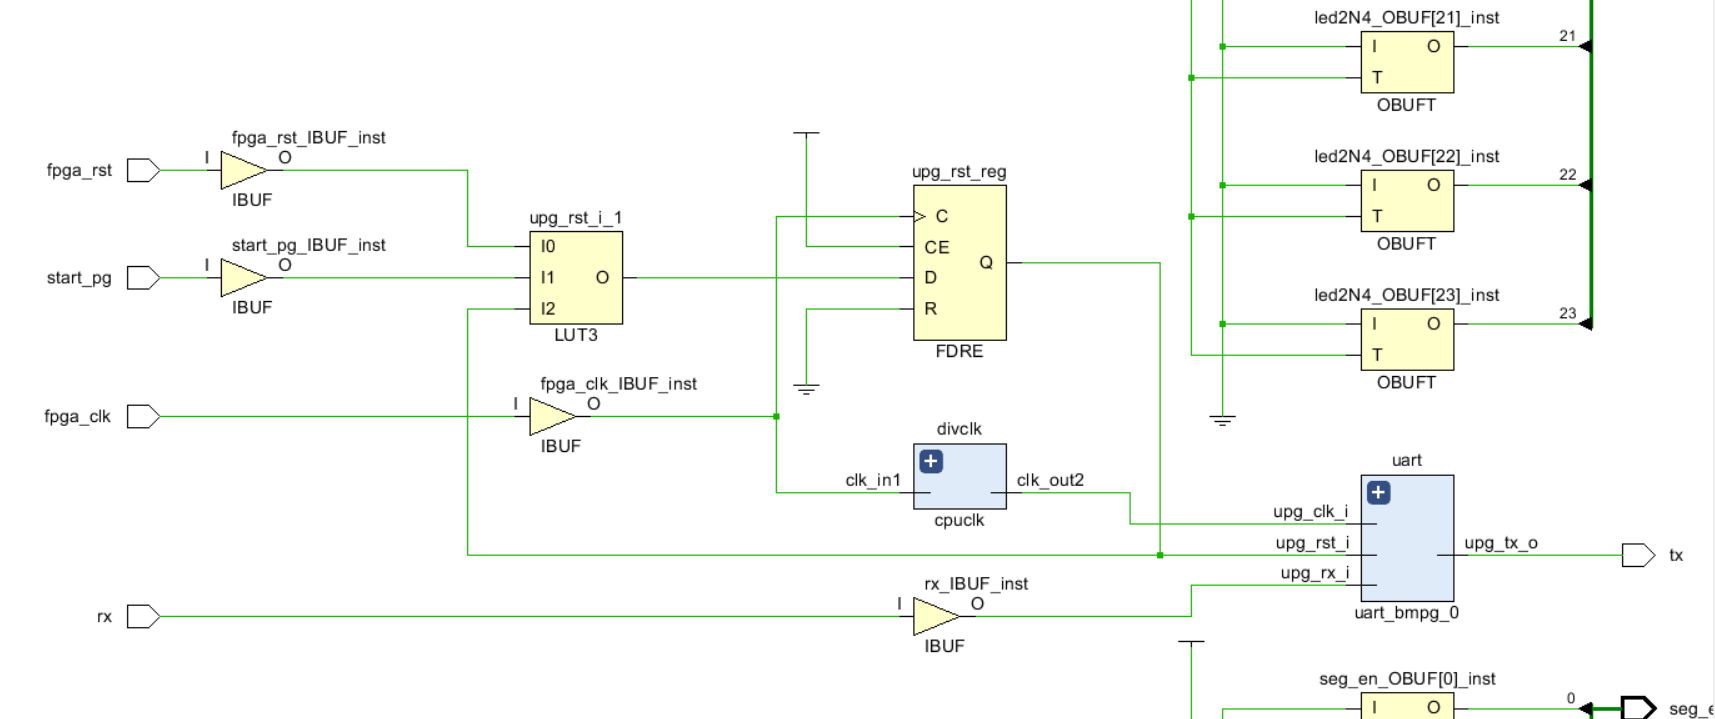 led2N4_OBUF[21]_inst
I O
T
OBUFT
21
fpga_rst_IBUF_inst
fpga_rst
I O
IBUF
start_pg_IBUF_inst
start_pg
I O
IBUF
upg_rst_i_1
I0
I1 O
I2
LUT3
upg_rst_reg
C
CE
Q
D
R
FDRE
led2N4_OBUF[22]_inst
I O
T
OBUFT
22
led2N4_OBUF[23]_inst
I O
T
OBUFT
23
fpga_clk_IBUF_inst
fpga_clk
I O
IBUF
divclk
clk_in1
clk_out2
cpuclk
uart
upg_clk_i
upg_rst_i
upg_rx_i
upg_tx_o
tx
uart_bmpg_0
rx_IBUF_inst
rx
I O
IBUF
seg_en_OBUF[0]_inst
I O
0